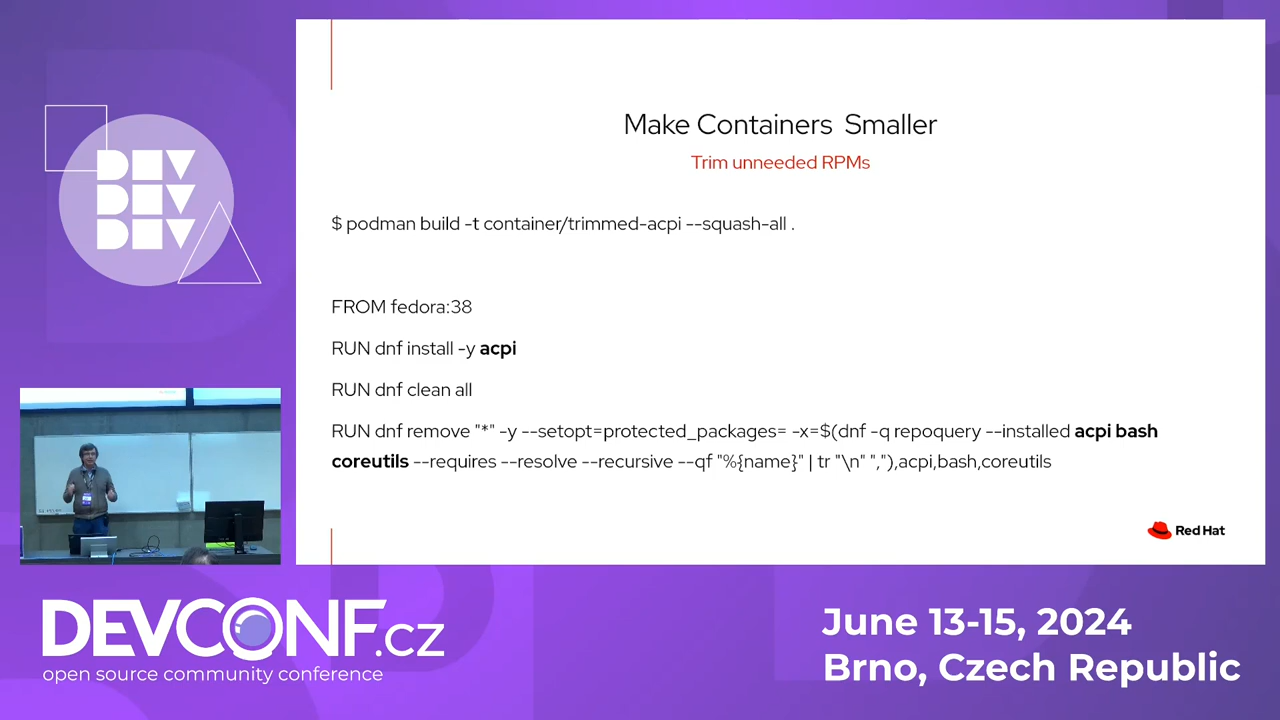 DEV
DEV
DEV
Make Containers  Smaller
Trim unneeded RPMs
$ podman build -t container/trimmed-acpi --squash-all .
FROM fedora:38
RUN dnf install -y acpi
RUN dnf clean all
RUN dnf remove "*" -y --setopt=protected_packages= -x=$(dnf -q repoquery --installed acpi bash
coreutils --requires --resolve --recursive --qf "%{name}" | tr "\n" ","),acpi,bash,coreutils
Red Hat
DEVCONF.cz
open source community conference
June 13-15, 2024
Brno, Czech Republic